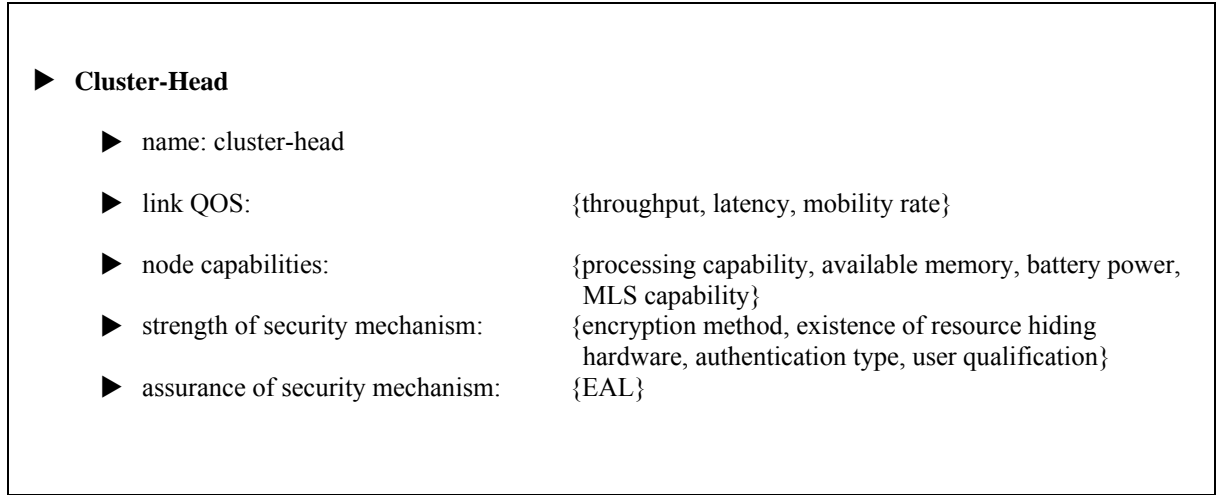 ▶ Cluster-Head
▶ name: cluster-head
▶ link QOS: {throughput, latency, mobility rate}
▶ node capabilities: {processing capability, available memory, battery power,
MLS capability}
▶ strength of security mechanism: {encryption method, existence of resource hiding
hardware, authentication type, user qualification}
▶ assurance of security mechanism: {EAL}